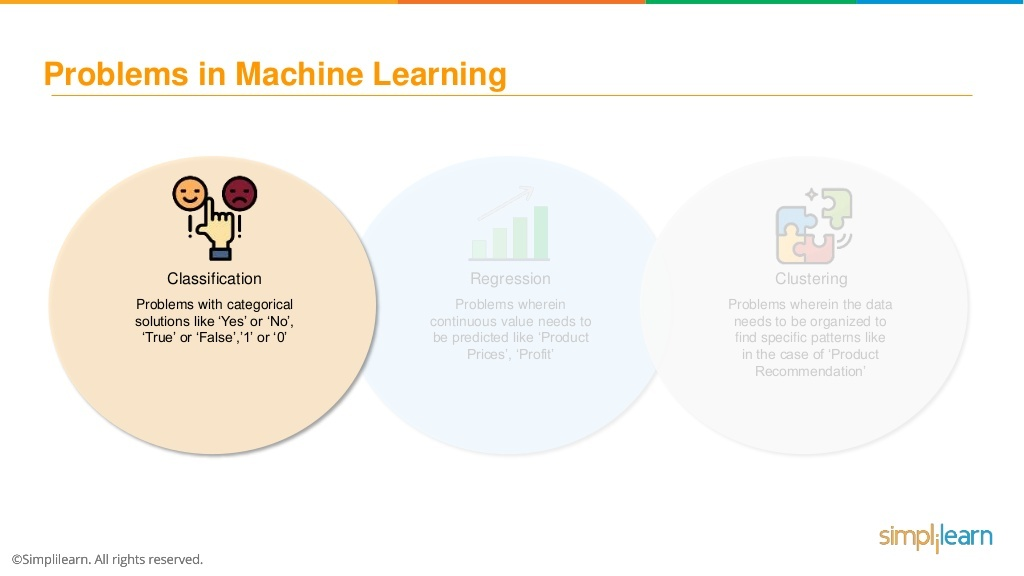 Problems in Machine Learning
Classification
Problems with categorical
solutions like ‘Yes’ or ‘No’,
‘True’ or ‘False’,’1’ or ‘0’
Regression
Problems wherein
continuous value needs to
be predicted like ‘Product
Prices’, ‘Profit’
Clustering
Problems wherein the data
needs to be organized to
find specific patterns like
in the case of ‘Product
Recommendation’
simplilearn
©Simplilearn. All rights reserved.